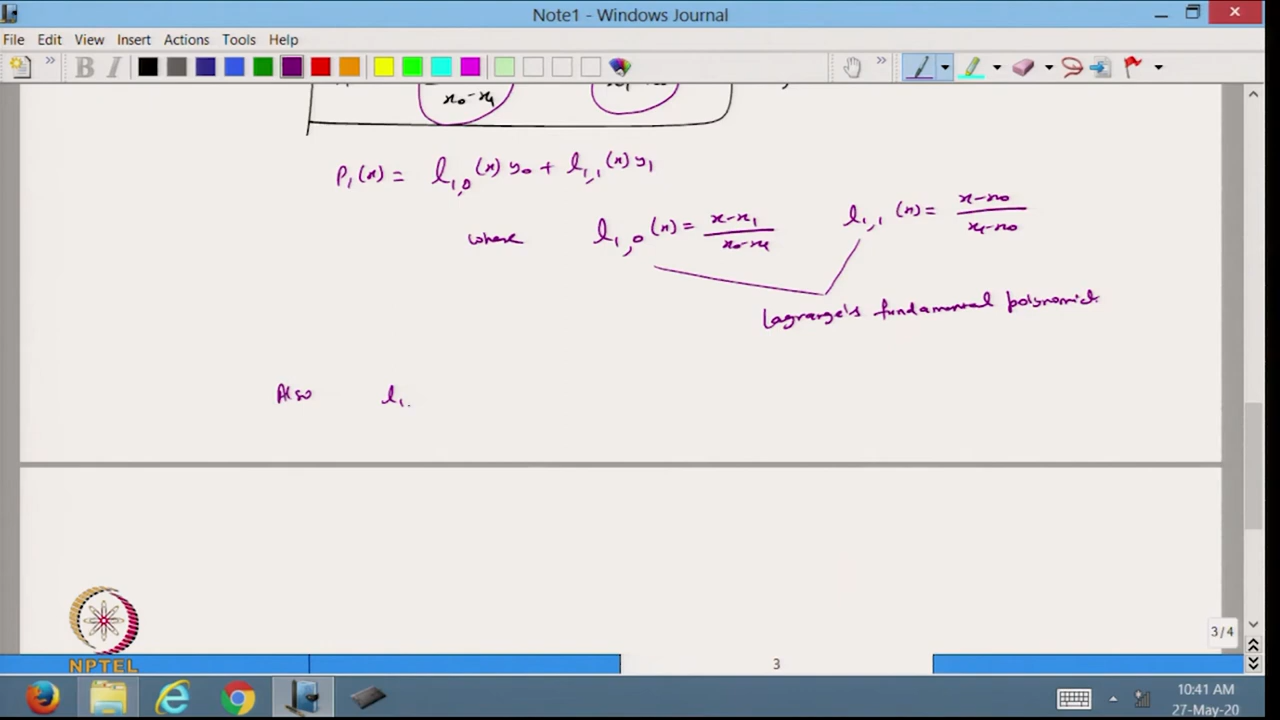 Note1 - Windows Journal
File Edit View Insert Actions Tools Help
x₀-x₁
P₁(x) = l₁,₀(x) y₀ + l₁,₁(x) y₁
where l₁,₀(x) = x-x₁ / x₀-x₁ l₁,₁(x) = x-x₀ / x₁-x₀
Lagrange's fundamental polynomials
Also l₁,
3/4
NPTEL
3
10:41 AM
27-May-20